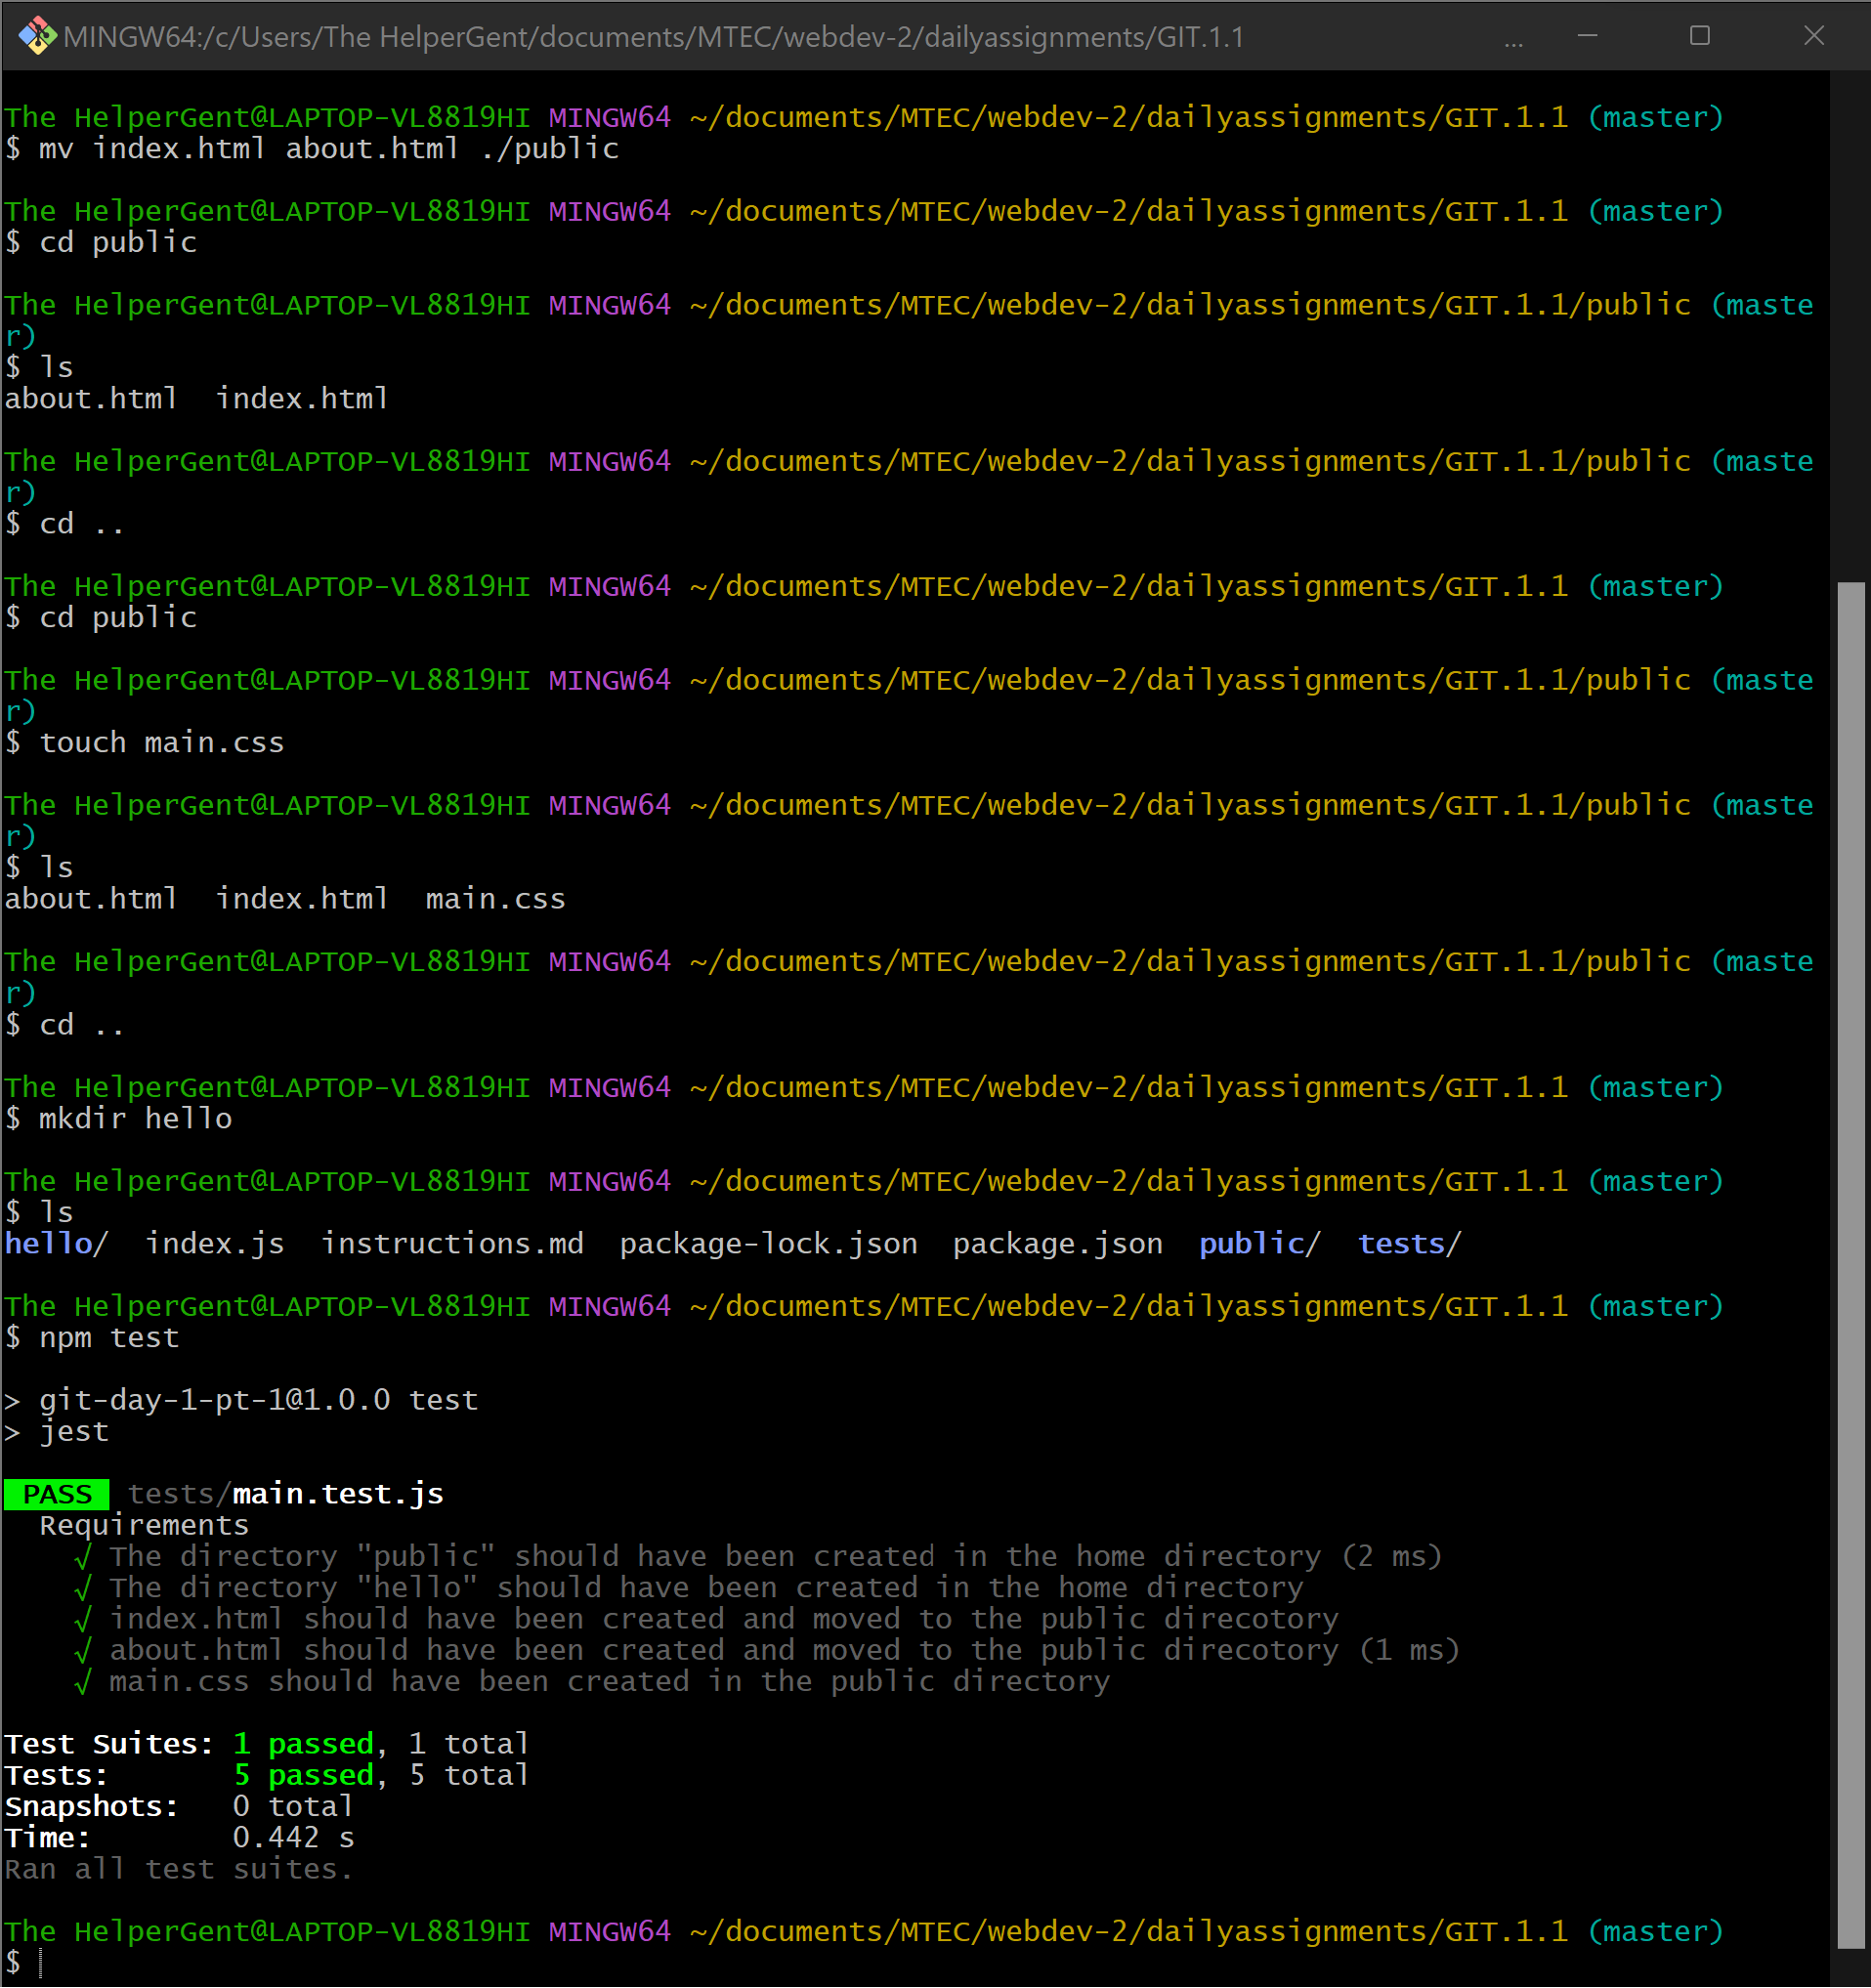 MINGW64:/c/Users/The HelperGent/documents/MTEC/webdev-2/dailyassignments/GIT.1.1 ...
The HelperGent@LAPTOP-VL8819HI MINGW64 ~/documents/MTEC/webdev-2/dailyassignments/GIT.1.1 (master)
$ mv index.html about.html ./public
The HelperGent@LAPTOP-VL8819HI MINGW64 ~/documents/MTEC/webdev-2/dailyassignments/GIT.1.1 (master)
$ cd public
The HelperGent@LAPTOP-VL8819HI MINGW64 ~/documents/MTEC/webdev-2/dailyassignments/GIT.1.1/public (maste
r)
$ ls
about.html  index.html
The HelperGent@LAPTOP-VL8819HI MINGW64 ~/documents/MTEC/webdev-2/dailyassignments/GIT.1.1/public (maste
r)
$ cd ..
The HelperGent@LAPTOP-VL8819HI MINGW64 ~/documents/MTEC/webdev-2/dailyassignments/GIT.1.1 (master)
$ cd public
The HelperGent@LAPTOP-VL8819HI MINGW64 ~/documents/MTEC/webdev-2/dailyassignments/GIT.1.1/public (maste
r)
$ touch main.css
The HelperGent@LAPTOP-VL8819HI MINGW64 ~/documents/MTEC/webdev-2/dailyassignments/GIT.1.1/public (maste
r)
$ ls
about.html  index.html  main.css
The HelperGent@LAPTOP-VL8819HI MINGW64 ~/documents/MTEC/webdev-2/dailyassignments/GIT.1.1/public (maste
r)
$ cd ..
The HelperGent@LAPTOP-VL8819HI MINGW64 ~/documents/MTEC/webdev-2/dailyassignments/GIT.1.1 (master)
$ mkdir hello
The HelperGent@LAPTOP-VL8819HI MINGW64 ~/documents/MTEC/webdev-2/dailyassignments/GIT.1.1 (master)
$ ls
hello/  index.js  instructions.md  package-lock.json  package.json  public/  tests/
The HelperGent@LAPTOP-VL8819HI MINGW64 ~/documents/MTEC/webdev-2/dailyassignments/GIT.1.1 (master)
$ npm test
> git-day-1-pt-1@1.0.0 test
> jest
PASS tests/main.test.js
Requirements
√ The directory "public" should have been created in the home directory (2 ms)
√ The directory "hello" should have been created in the home directory
√ index.html should have been created and moved to the public direcotory
√ about.html should have been created and moved to the public direcotory (1 ms)
√ main.css should have been created in the public directory
Test Suites: 1 passed, 1 total
Tests:       5 passed, 5 total
Snapshots:   0 total
Time:        0.442 s
Ran all test suites.
The HelperGent@LAPTOP-VL8819HI MINGW64 ~/documents/MTEC/webdev-2/dailyassignments/GIT.1.1 (master)
$